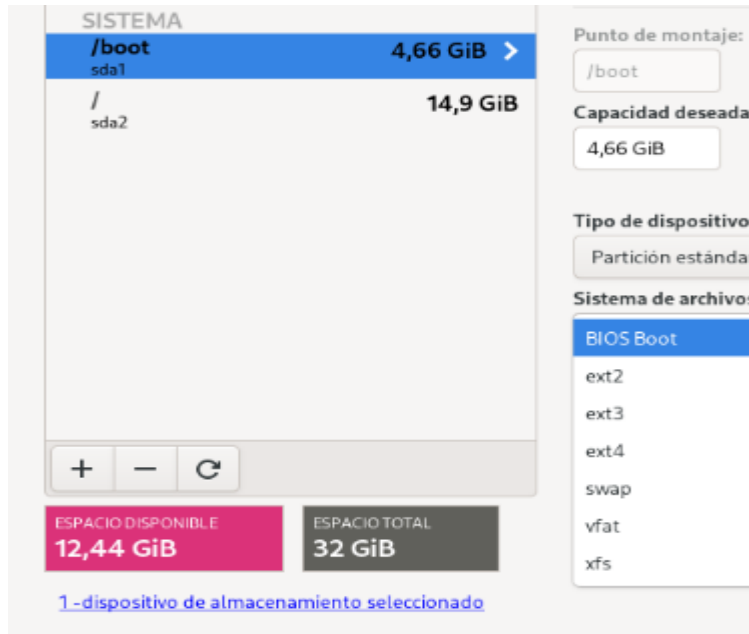 SISTEMA
/boot 4,66 GiB
sda1
/ 14,9 GiB
sda2
+ − 
ESPACIO DISPONIBLE
12,44 GiB
ESPACIO TOTAL
32 GiB
1 -dispositivo de almacenamiento seleccionado
Punto de montaje:
/boot
Capacidad deseada
4,66 GiB
Tipo de dispositivo
Partición estánda
Sistema de archivos
BIOS Boot
ext2
ext3
ext4
swap
vfat
xfs